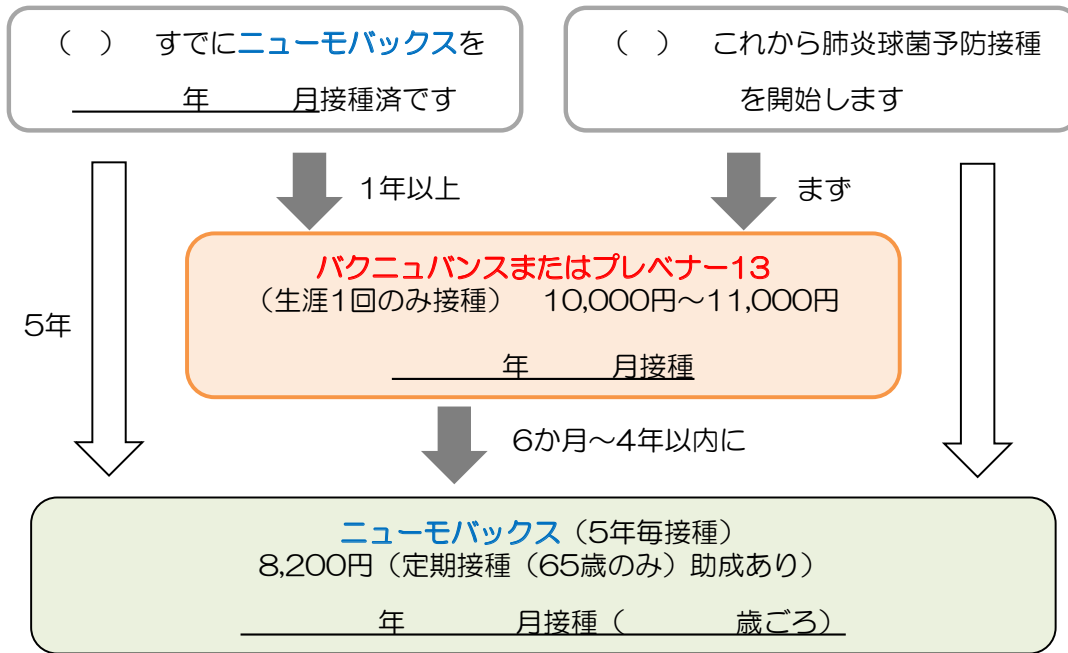 （　）　すでにニューモバックスを
年　　　月接種済です
（　）　これから肺炎球菌予防接種
を開始します
1年以上
まず
バクニュバンスまたはプレベナー13
（生涯1回のみ接種）　10,000円～11,000円
年　　　月接種
5年
6か月～4年以内に
ニューモバックス（5年毎接種）
8,200円（定期接種（65歳のみ）助成あり）
年　　　　月接種（　　　　歳ごろ）